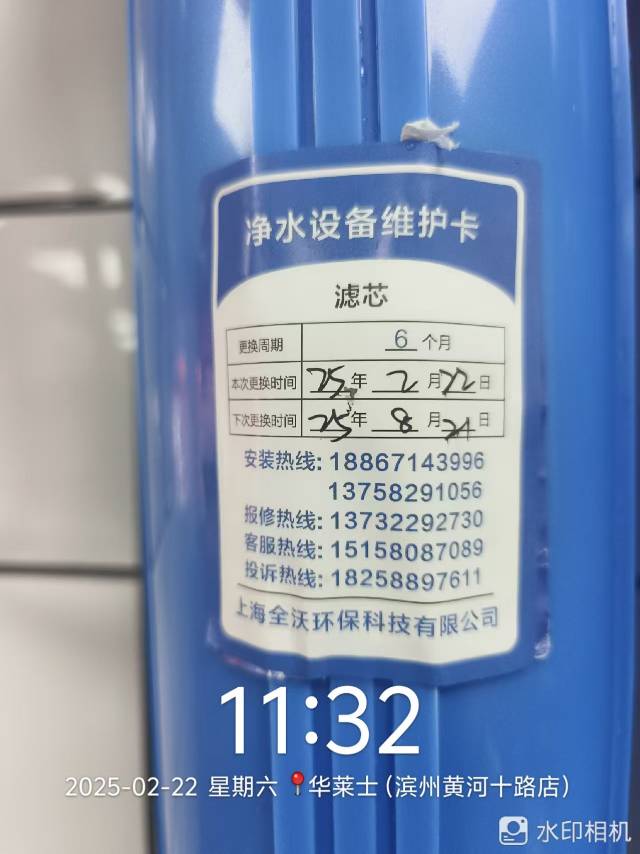 净水设备维护卡
滤芯
更换周期 6 个月
本次更换时间 25年 2 月 22 日
下次更换时间 25年 8 月 日
安装热线: 18867143996
13758291056
报修热线: 13732292730
客服热线: 15158087089
投诉热线: 18258897611
上海全沃环保科技有限公司
11:32
2025-02-22 星期六 📍华莱士 (滨州黄河十路店)
水印相机